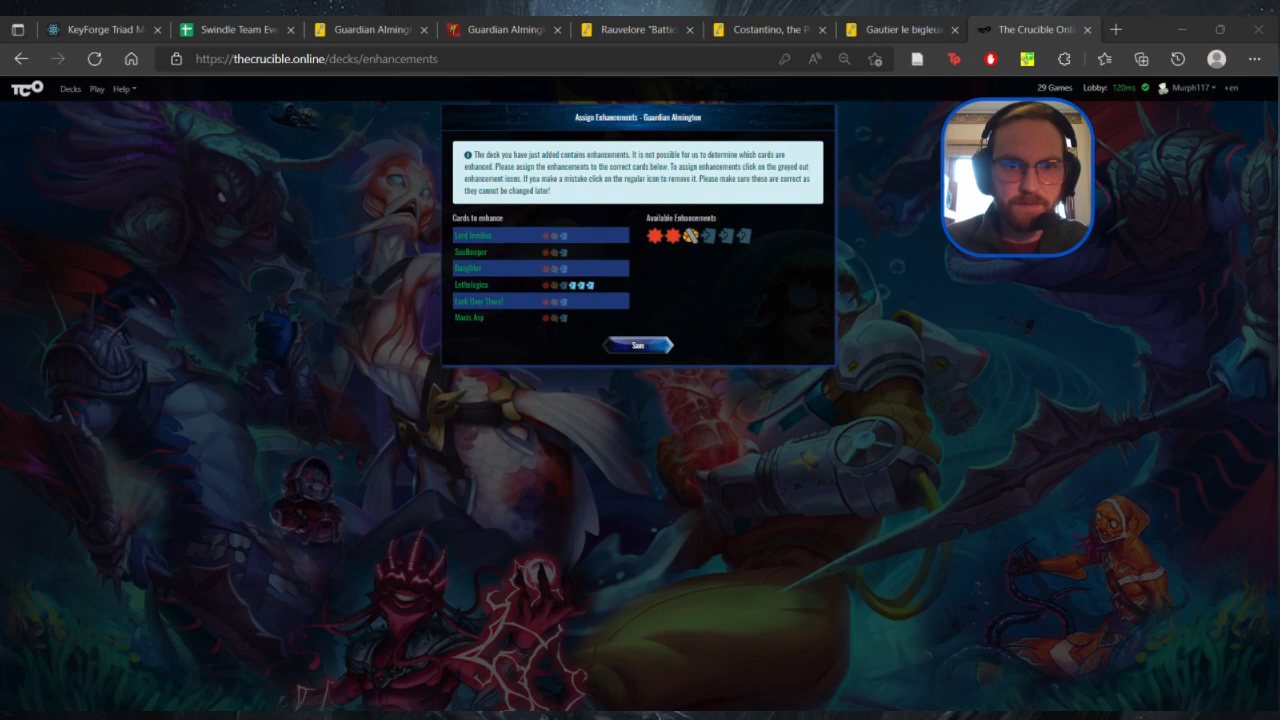 KeyForge Triad M
Swindle Team Eve
Guardian Almingt
Guardian Almingt
Rauvelore "Battic
Costantino, the P
Gautier le bigleu
The Crucible Onli
https://thecrucible.online/decks/enhancements
TCO
Decks
Play
Help
29 Games
Lobby: 120ms
Murph117
en
Assign Enhancements - Guardian Almington
The deck you have just added contains enhancements. It is not possible for us to determine which cards are
enhanced. Please assign the enhancements to the correct cards below. To assign enhancements click on the greyed out
enhancement icons. If you make a mistake click on the regular icon to remove it. Please make sure these are correct as
they cannot be changed later!
Cards to enhance
Available Enhancements
Lord Invidius
Soulkeeper
Daughter
Lethologica
Look Over There!
Masis Asp
Save